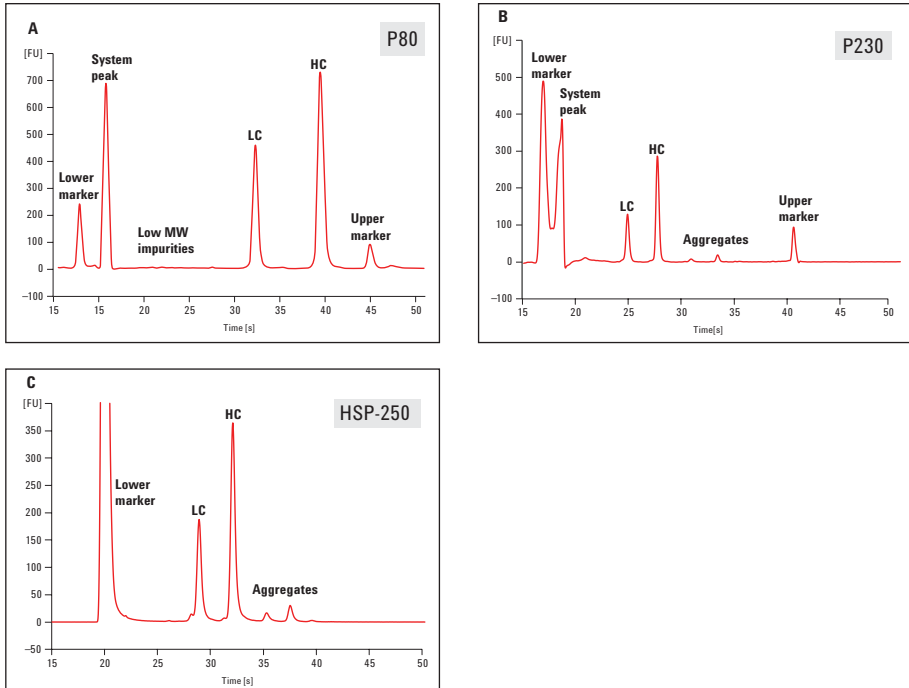 A
P80
[FU]
700
600
500
400
300
200
100
0
–100
Lower
marker
System
peak
Low MW
impurities
LC
HC
Upper
marker
15 15 20 25 30 35 40 45 50
Time [s]
B
P230
[FU]
500
400
300
200
100
0
–100
Lower
marker
System
peak
LC
HC
Aggregates
Upper
marker
15 20 25 30 35 40 45 50
Time[s]
C
HSP-250
[FU]
350
300
250
200
150
100
50
0
–50
Lower
marker
LC
HC
Aggregates
15 20 25 30 35 40 45 50
Time [s]